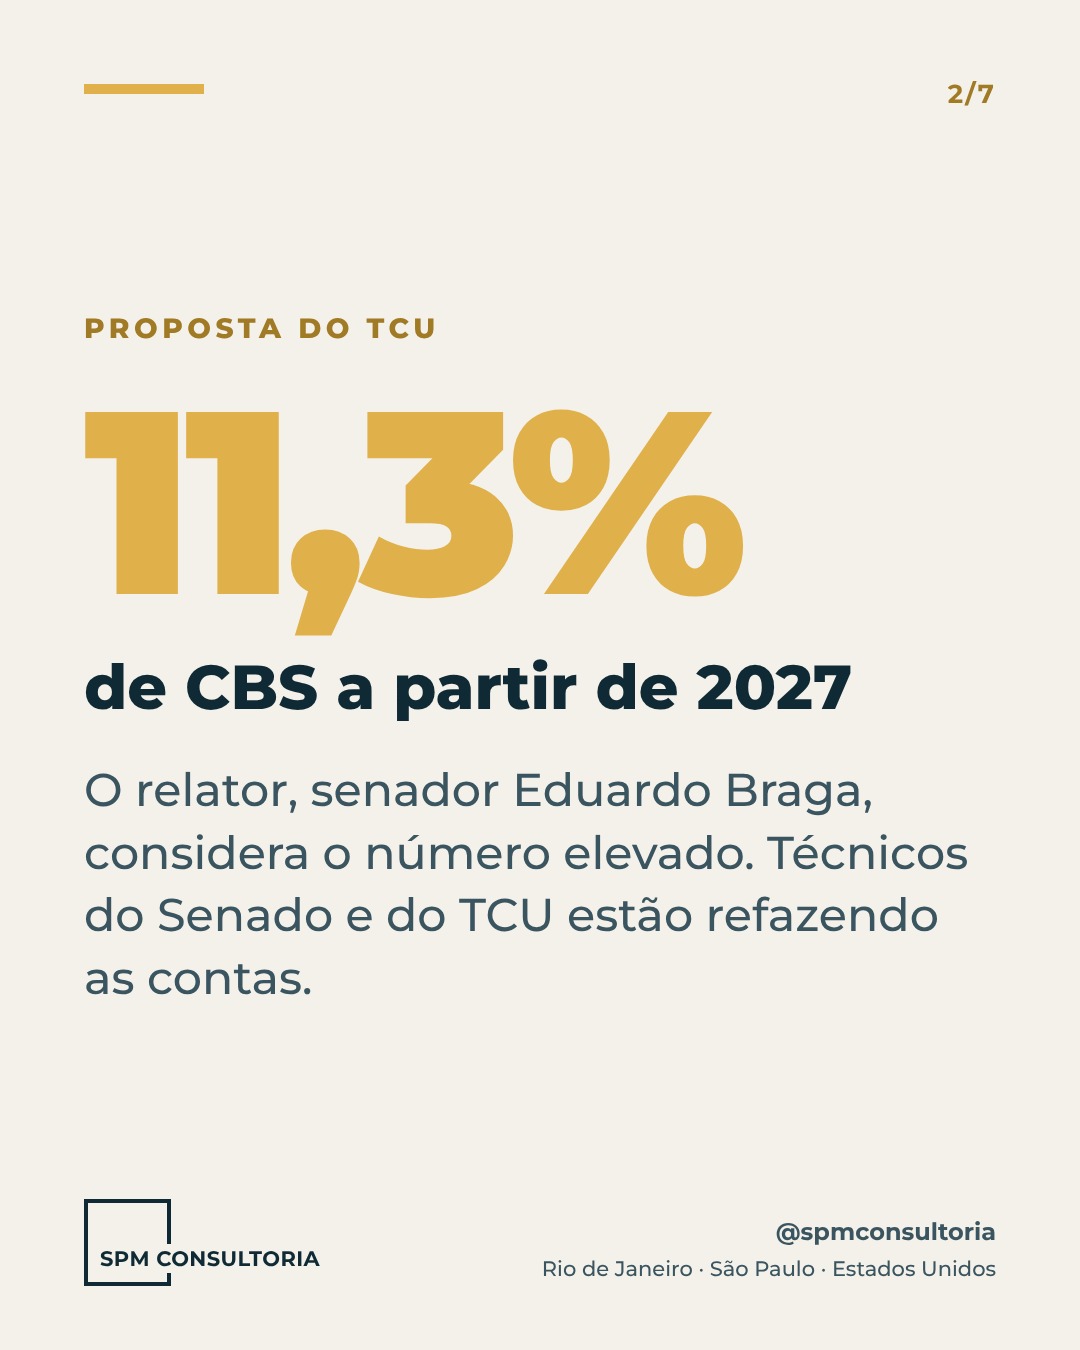 2/7
PROPOSTA DO TCU
11,3%
de CBS a partir de 2027
O relator, senador Eduardo Braga,
considera o número elevado. Técnicos
do Senado e do TCU estão refazendo
as contas.
SPM CONSULTORIA
@spmconsultoria
Rio de Janeiro · São Paulo · Estados Unidos